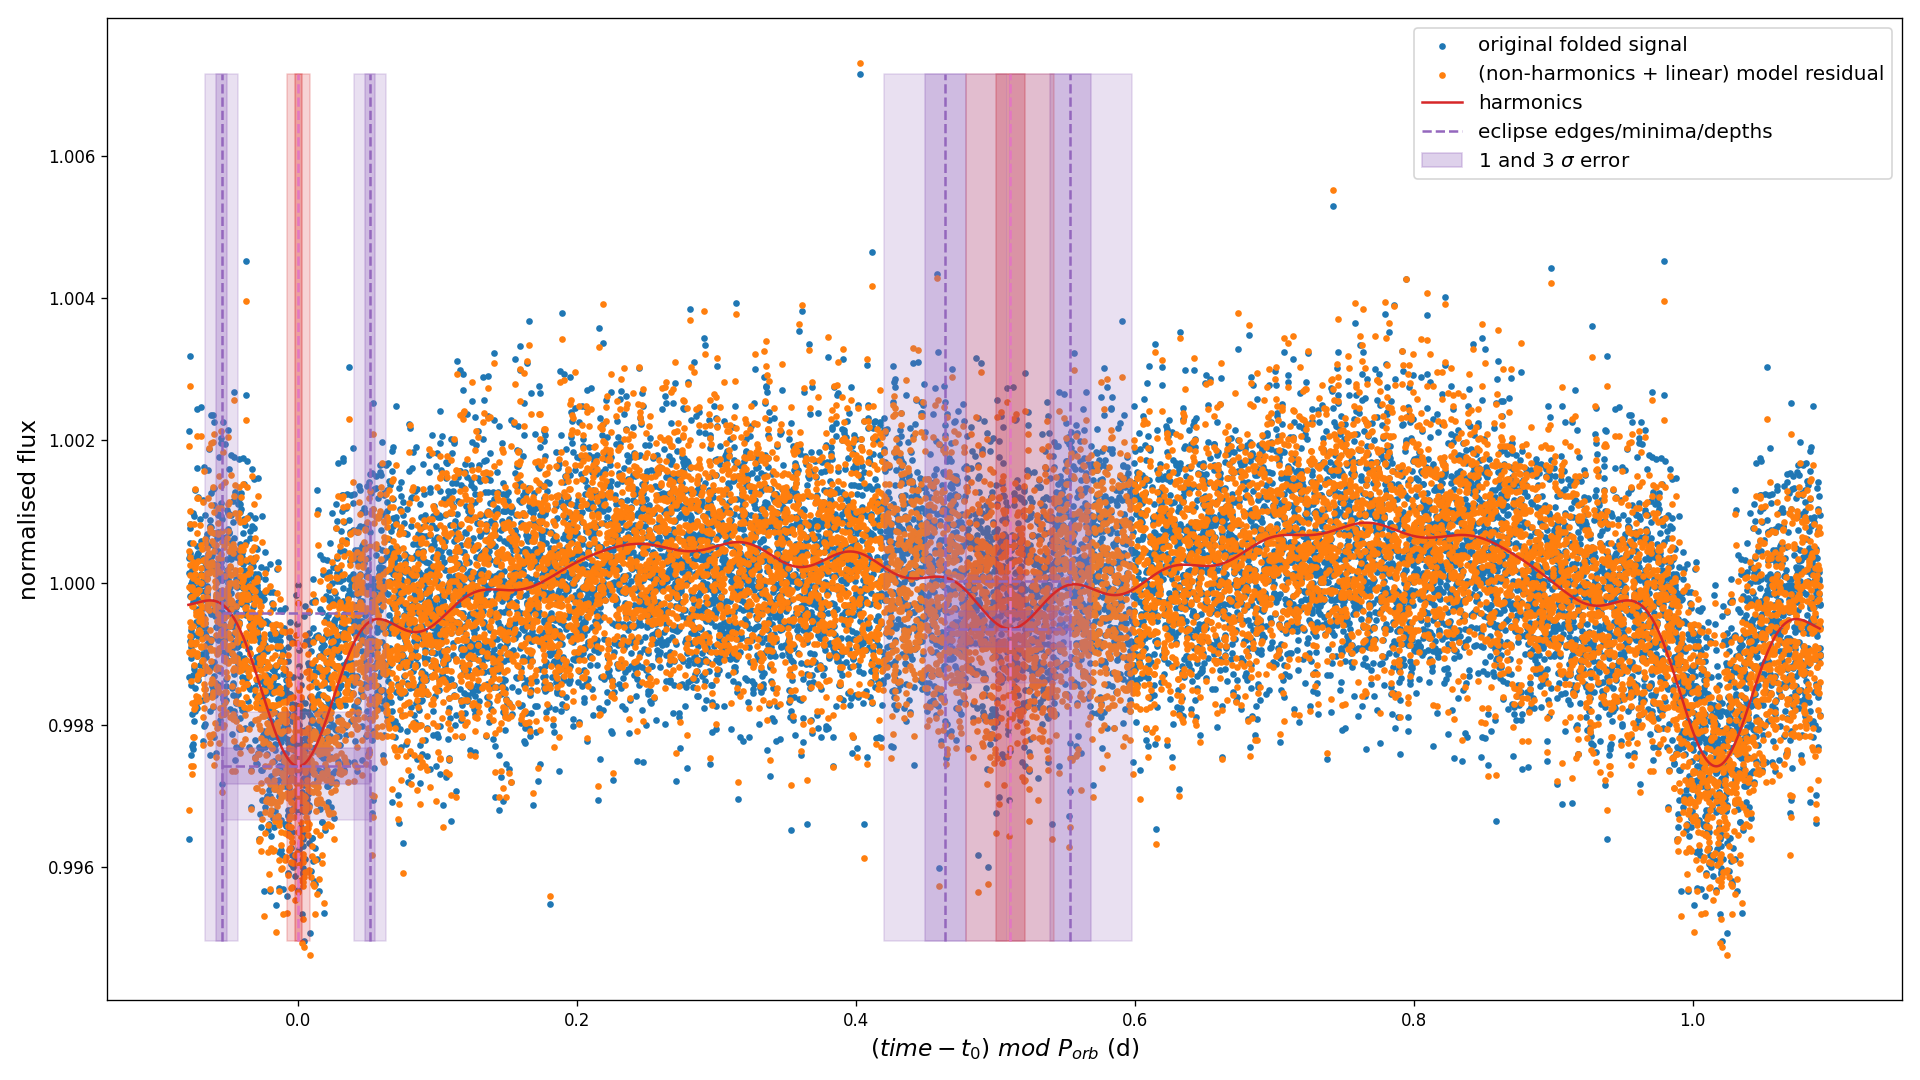 original folded signal
(non-harmonics + linear) model residual
harmonics
eclipse edges/minima/depths
1 and 3 σ error
normalised flux
1.006
1.004
1.002
1.000
0.998
0.996
0.0 0.2 0.4 0.6 0.8 1.0
(time − t₀) mod Pₒᵣb (d)